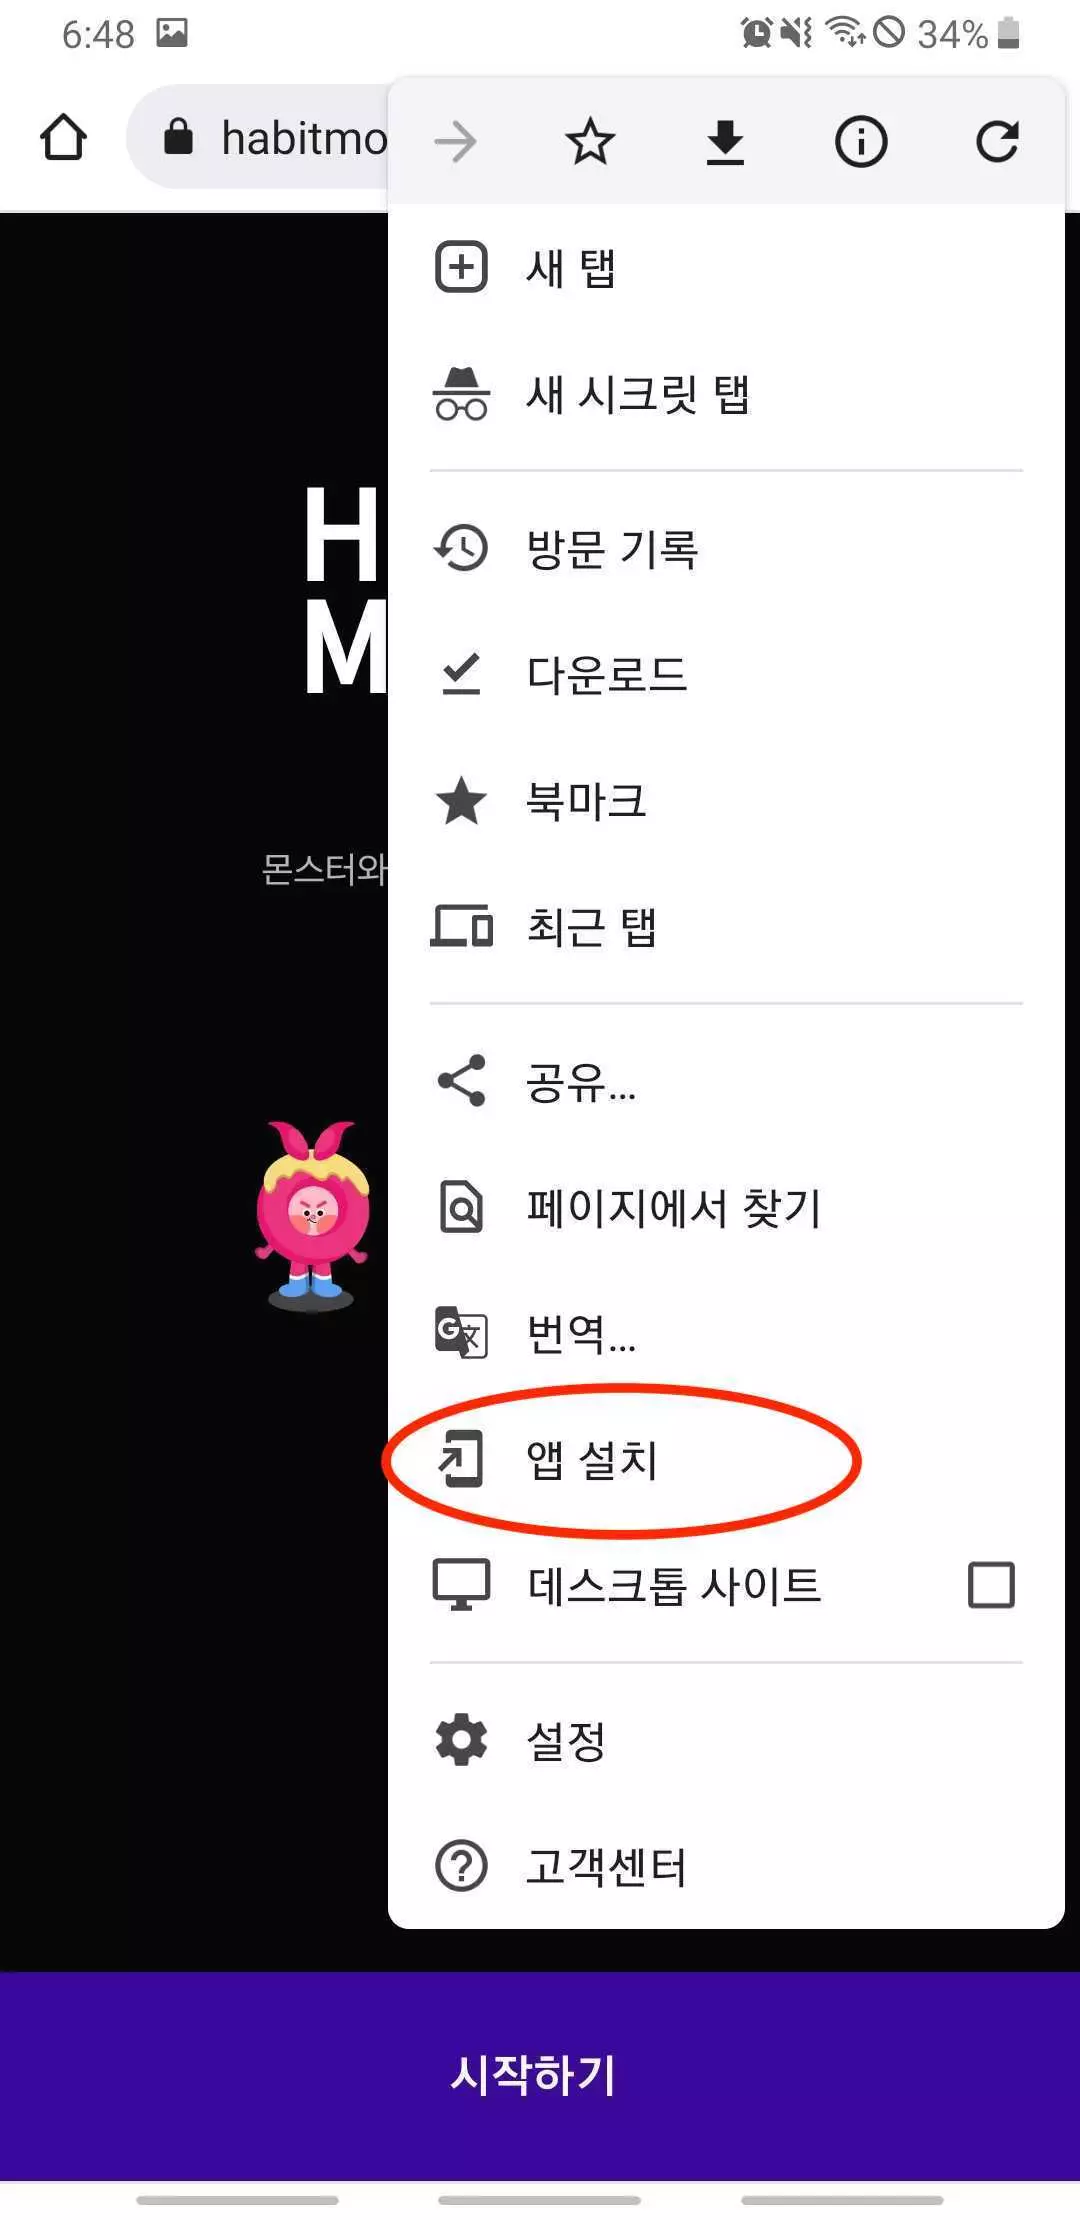 6:48
34%
habitmo
새 탭
새 시크릿 탭
방문 기록
다운로드
북마크
최근 탭
공유...
페이지에서 찾기
번역...
앱 설치
데스크톱 사이트
설정
고객센터
H
M
몬스터와
시작하기